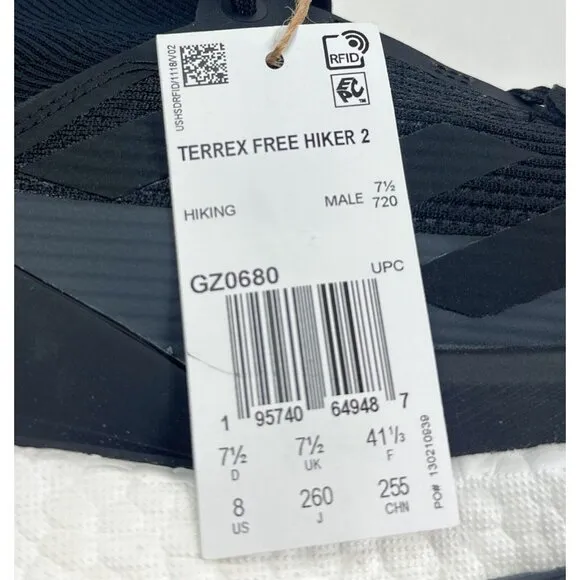 USHSDRFID/1118/V02
RFID
EPC™
TERREX FREE HIKER 2
HIKING MALE 7½ 720
GZ0680 UPC
1 95740 64948 7
7½ 7½ 41⅓
D UK F
8 260 255
US J CHN
PO# 130210939